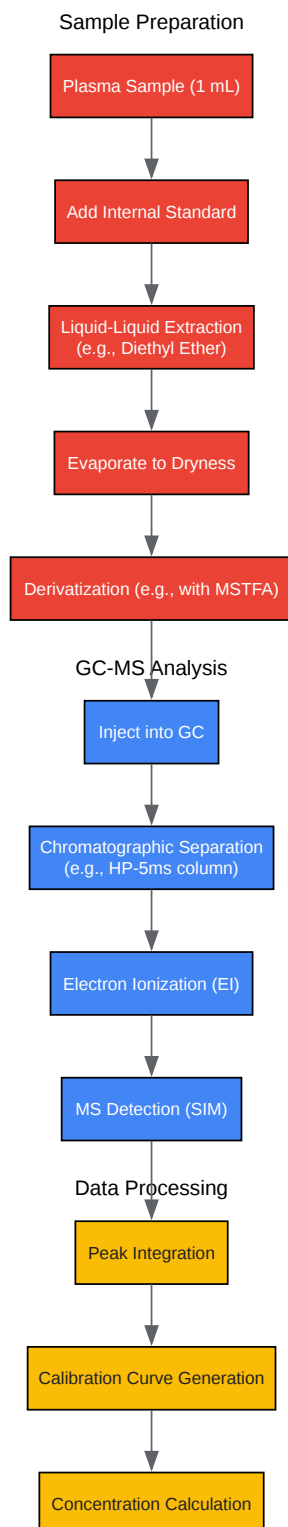 Sample Preparation
Plasma Sample (1 mL)
Add Internal Standard
Liquid-Liquid Extraction
(e.g., Diethyl Ether)
Evaporate to Dryness
Derivatization (e.g., with MSTFA)
GC-MS Analysis
Inject into GC
Chromatographic Separation
(e.g., HP-5ms column)
Electron Ionization (EI)
MS Detection (SIM)
Data Processing
Peak Integration
Calibration Curve Generation
Concentration Calculation